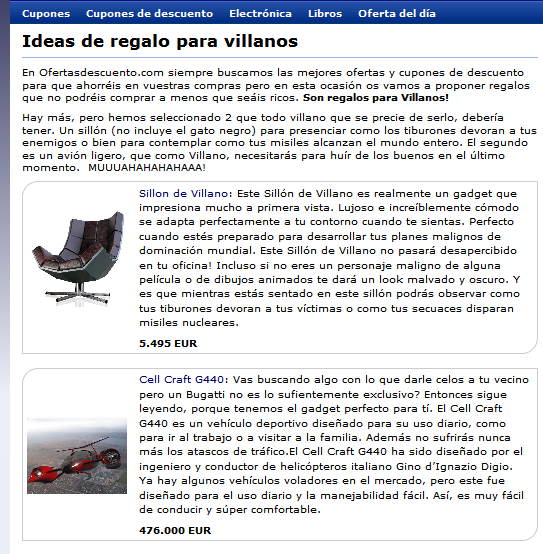 Cupones Cupones de descuento Electrónica Libros Oferta del día
Ideas de regalo para villanos
En Ofertasdescuento.com siempre buscamos las mejores ofertas y cupones de descuento
para que ahorréis en vuestras compras pero en esta ocasión os vamos a proponer regalos
que no podréis comprar a menos que seáis ricos. Son regalos para Villanos!
Hay más, pero hemos seleccionado 2 que todo villano que se precie de serlo, debería
tener. Un sillón (no incluye el gato negro) para presenciar como los tiburones devoran a tus
enemigos o bien para contemplar como tus misiles alcanzan el mundo entero. El segundo
es un avión ligero, que como Villano, necesitarás para huír de los buenos en el último
momento. MUUUAHAHAHAHAAA!
Sillon de Villano: Este Sillón de Villano es realmente un gadget que
impresiona mucho a primera vista. Lujoso e increíblemente cómodo
se adapta perfectamente a tu contorno cuando te sientas. Perfecto
cuando estés preparado para desarrollar tus planes malignos de
dominación mundial. Este Sillón de Villano no pasará desapercibido
en tu oficina! Incluso si no eres un personaje maligno de alguna
película o de dibujos animados te dará un look malvado y oscuro. Y
es que mientras estás sentado en este sillón podrás observar como
tus tiburones devoran a tus víctimas o como tus secuaces disparan
misiles nucleares.
5.495 EUR
Cell Craft G440: Vas buscando algo con lo que darle celos a tu vecino
pero un Bugatti no es lo sufientemente exclusivo? Entonces sigue
leyendo, porque tenemos el gadget perfecto para tí. El Cell Craft
G440 es un vehículo deportivo diseñado para su uso diario, como
para ir al trabajo o a visitar a la familia. Además no sufrirás nunca
más los atascos de tráfico.El Cell Craft G440 ha sido diseñado por el
ingeniero y conductor de helicópteros italiano Gino d'Ignazio Digio.
Ya hay algunos vehículos voladores en el mercado, pero este fue
diseñado para el uso diario y la manejabilidad fácil. Así, es muy fácil
de conducir y súper comfortable.
476.000 EUR